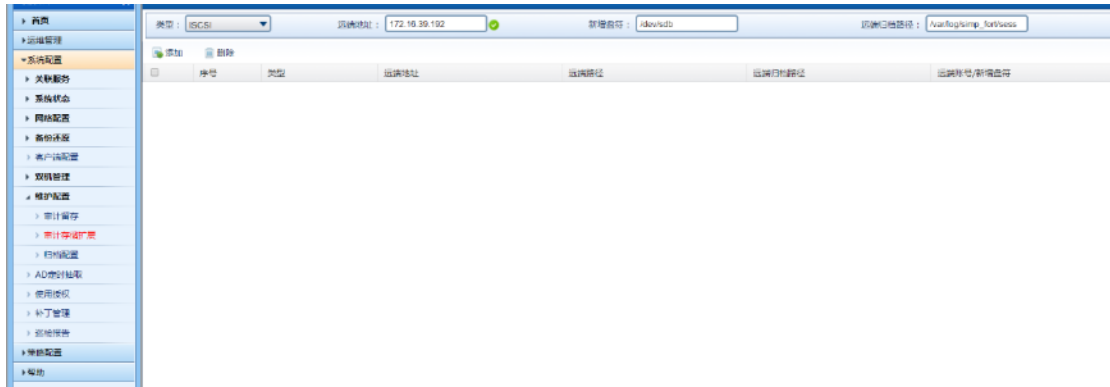 首页
运维管理
系统配置
关联服务
系统状态
网络配置
备份还原
客户端配置
双机管理
维护配置
审计留存
审计存储扩展
归档配置
AD定时抽取
使用授权
补丁管理
巡检报告
策略配置
帮助
类型： ISCSI 远端地址： 172.16.39.192 新增盘符： /dev/sdb 远端归档路径： /var/log/simp_fort/sess
添加 删除
序号 类型 远端地址 远端路径 远端归档路径 远端账号/新增盘符